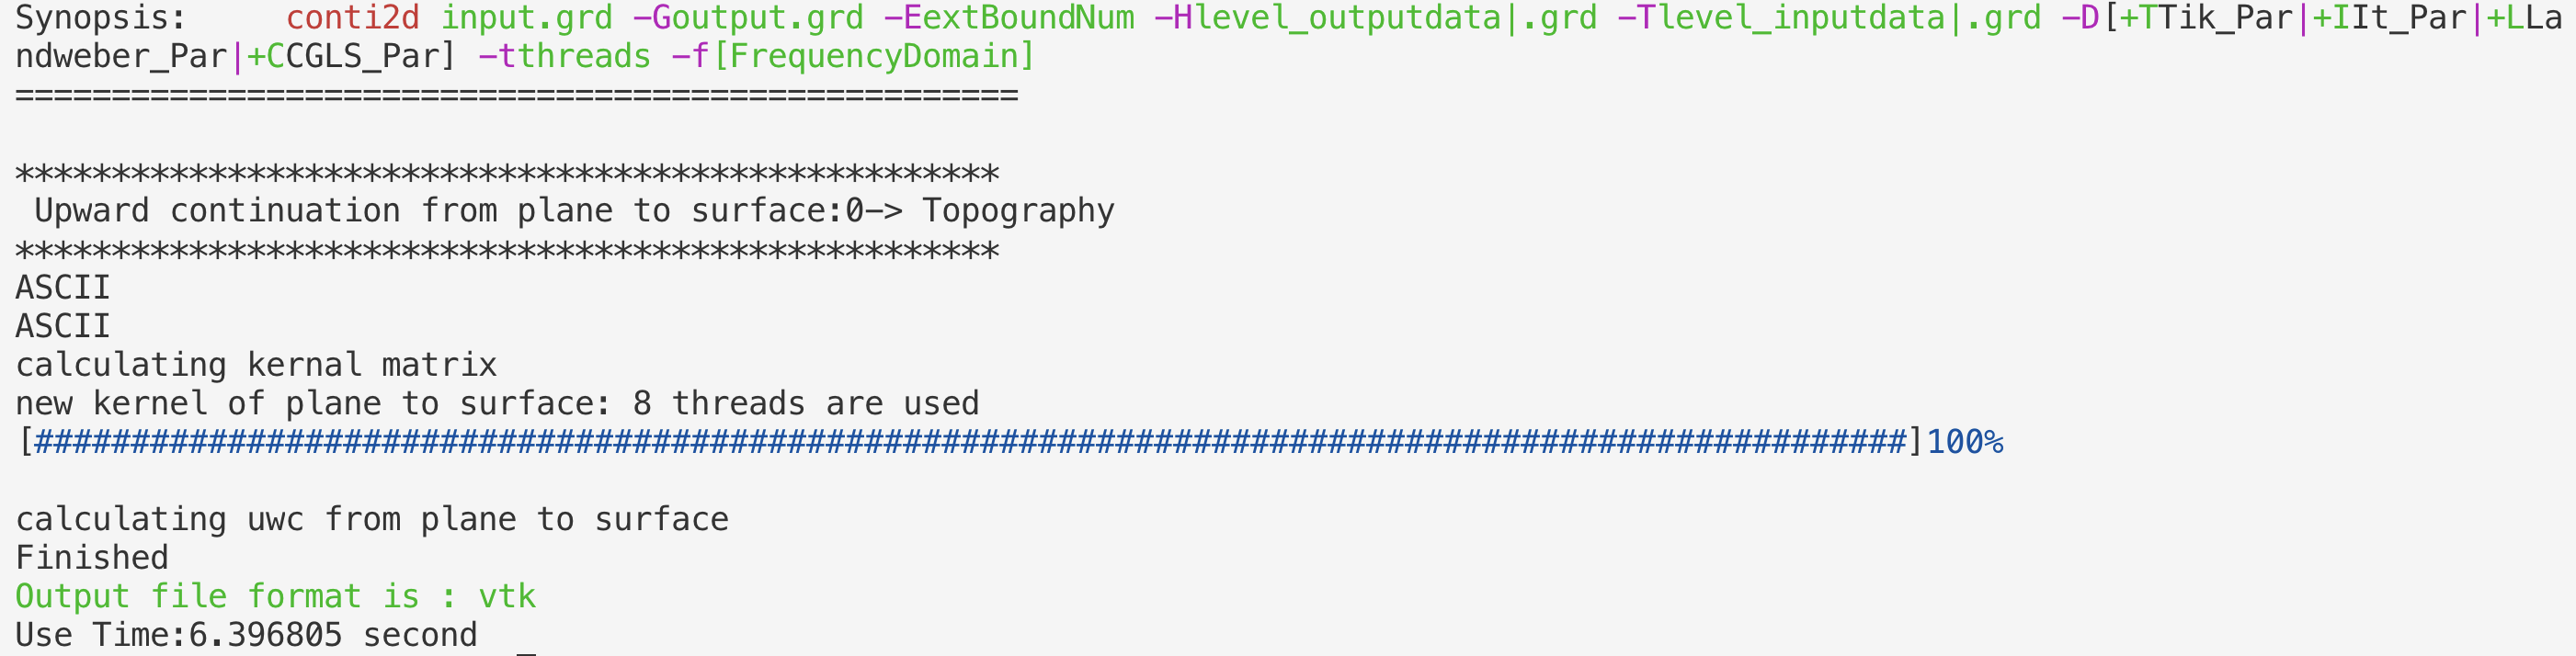 Synopsis:     conti2d input.grd -Goutput.grd -EextBoundNum -Hlevel_outputdata|.grd -Tlevel_inputdata|.grd -D[+TTik_Par|+IIt_Par|+LLa
ndweber_Par|+CCGLS_Par] -tthreads -f[FrequencyDomain]
====================================================

***************************************************
 Upward continuation from plane to surface:0-> Topography
***************************************************
ASCII
ASCII
calculating kernal matrix
new kernel of plane to surface: 8 threads are used
[#################################################################################################]100%

calculating uwc from plane to surface
Finished
Output file format is : vtk
Use Time:6.396805 second